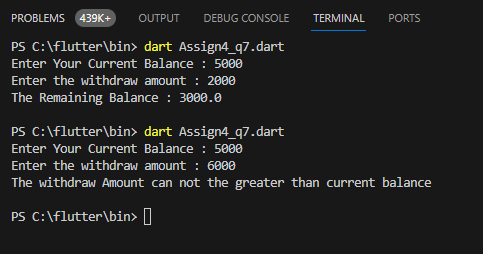 PROBLEMS 439K+ OUTPUT DEBUG CONSOLE TERMINAL PORTS
PS C:\flutter\bin> dart Assign4_q7.dart
Enter Your Current Balance : 5000
Enter the withdraw amount : 2000
The Remaining Balance : 3000.0
PS C:\flutter\bin> dart Assign4_q7.dart
Enter Your Current Balance : 5000
Enter the withdraw amount : 6000
The withdraw Amount can not the greater than current balance
PS C:\flutter\bin>